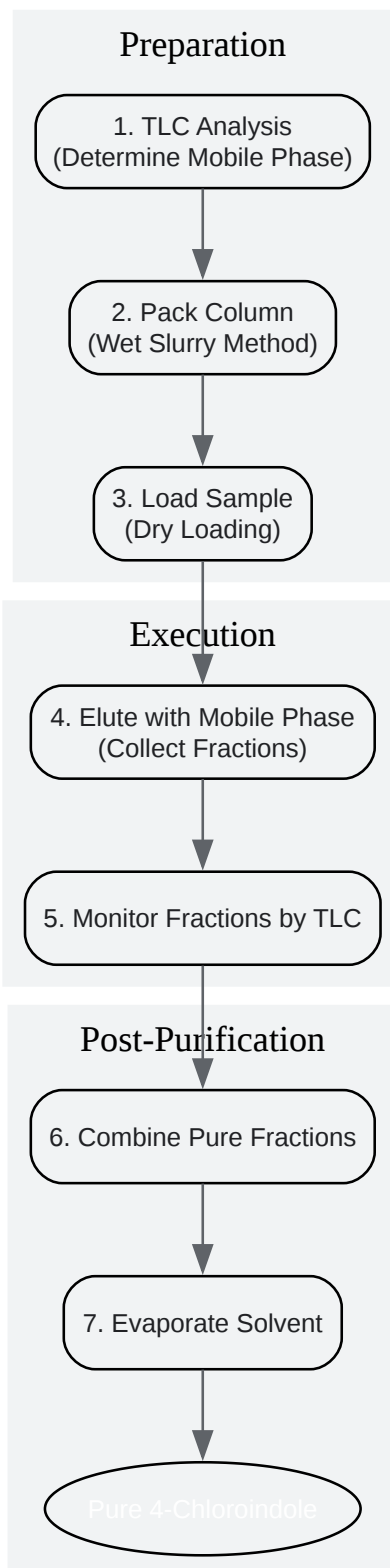 Preparation
1. TLC Analysis
(Determine Mobile Phase)
2. Pack Column
(Wet Slurry Method)
3. Load Sample
(Dry Loading)
Execution
4. Elute with Mobile Phase
(Collect Fractions)
5. Monitor Fractions by TLC
Post-Purification
6. Combine Pure Fractions
7. Evaporate Solvent
Pure 4-Chloroindole